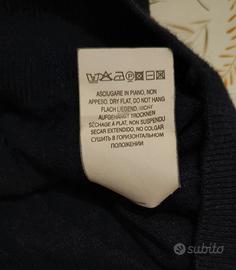 ASCIUGARE IN PIANO, NON
APPESO. DRY FLAT, DO NOT HANG
FLACH LIEGEND, NICHT
AUFGEHÄNGT TROCKNEN
SÉCHAGE À PLAT, NON SUSPENDU
SECAR EXTENDIDO, NO COLGAR
СУШИТЬ В ГОРИЗОНТАЛЬНОМ
ПОЛОЖЕНИИ
subito